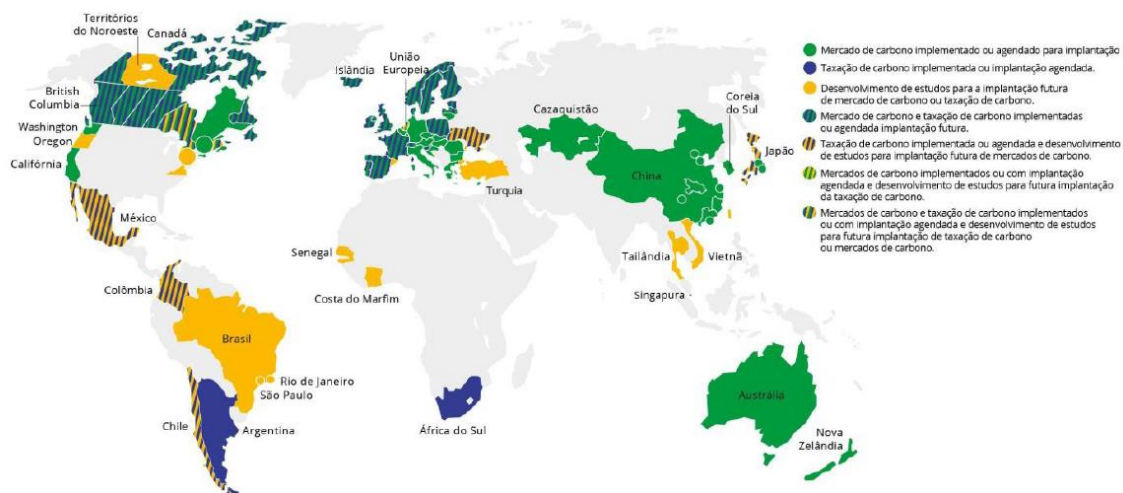 Territórios
do Noroeste
Canadá
British
Columbia
Washington
Oregon
Califórnia
México
Colômbia
Brasil
Rio de Janeiro
São Paulo
Chile
Argentina
Islândia
União
Europeia
Turquia
Senegal
Costa do Marfim
África do Sul
Cazaquistão
China
Coreia
do Sul
Japão
Tailândia
Vietnã
Singapura
Austrália
Nova
Zelândia
Mercado de carbono implementado ou agendado para implantação
Taxação de carbono implementada ou implantação agendada.
Desenvolvimento de estudos para a implantação futura
de mercado de carbono ou taxação de carbono.
Mercado de carbono e taxação de carbono implementadas
ou agendada implantação futura.
Taxação de carbono implementada ou agendada e desenvolvimento
de estudos para implantação futura de mercados de carbono.
Mercados de carbono implementados ou com implantação
agendada e desenvolvimento de estudos para futura implantação
da taxação de carbono.
Mercados de carbono e taxação de carbono implementados
ou com implantação agendada e desenvolvimento de estudos
para futura implantação de taxação de carbono
ou mercados de carbono.